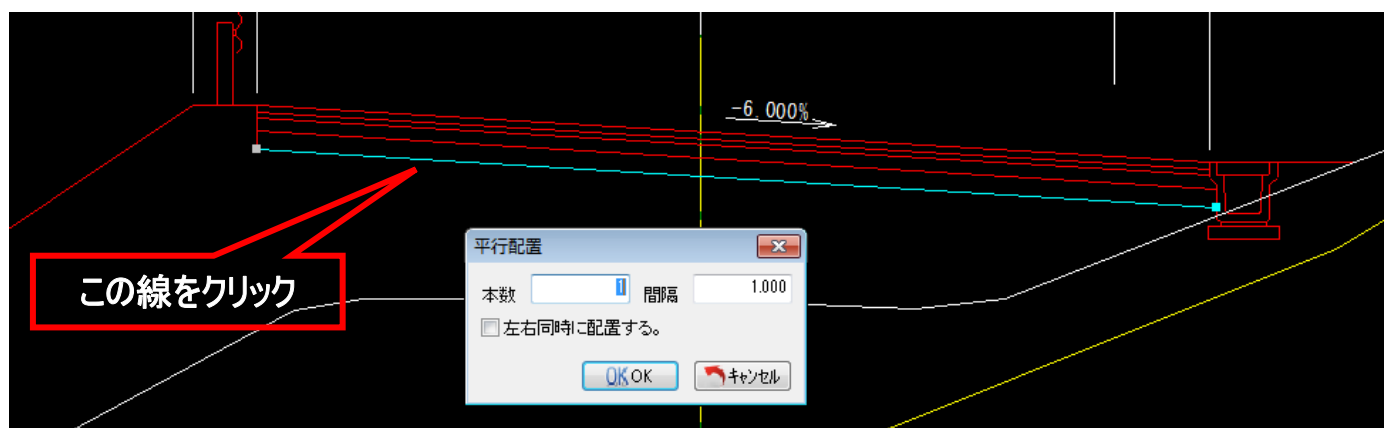 -6.000%
この線をクリック
平行配置
本数 1 間隔 1.000
左右同時に配置する。
OK OK キャンセル